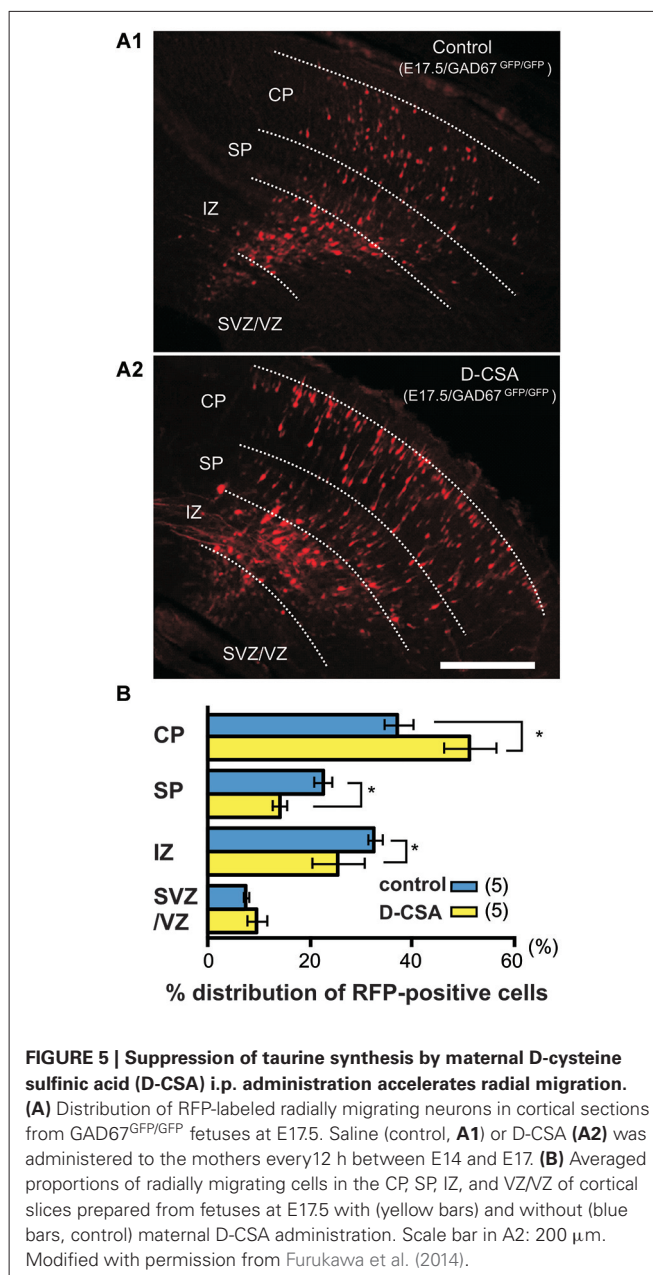 A1
Control
(E17.5/GAD67 GFP/GFP)
CP
SP
IZ
SVZ/VZ
A2
D-CSA
(E17.5/GAD67 GFP/GFP )
CP
SP
IZ
SVZ/VZ
B
CP
*
SP
*
IZ
*
control (5)
SVZ
/VZ
D-CSA (5)
0 20 40 60 (%)
% distribution of RFP-positive cells
FIGURE 5 | Suppression of taurine synthesis by maternal D-cysteine
sulfinic acid (D-CSA) i.p. administration accelerates radial migration.
(A) Distribution of RFP-labeled radially migrating neurons in cortical sections
from GAD67GFP/GFP fetuses at E17.5. Saline (control, A1) or D-CSA (A2) was
administered to the mothers every12 h between E14 and E17. (B) Averaged
proportions of radially migrating cells in the CP, SP, IZ, and VZ/VZ of cortical
slices prepared from fetuses at E17.5 with (yellow bars) and without (blue
bars, control) maternal D-CSA administration. Scale bar in A2: 200 μm.
Modified with permission from Furukawa et al. (2014).